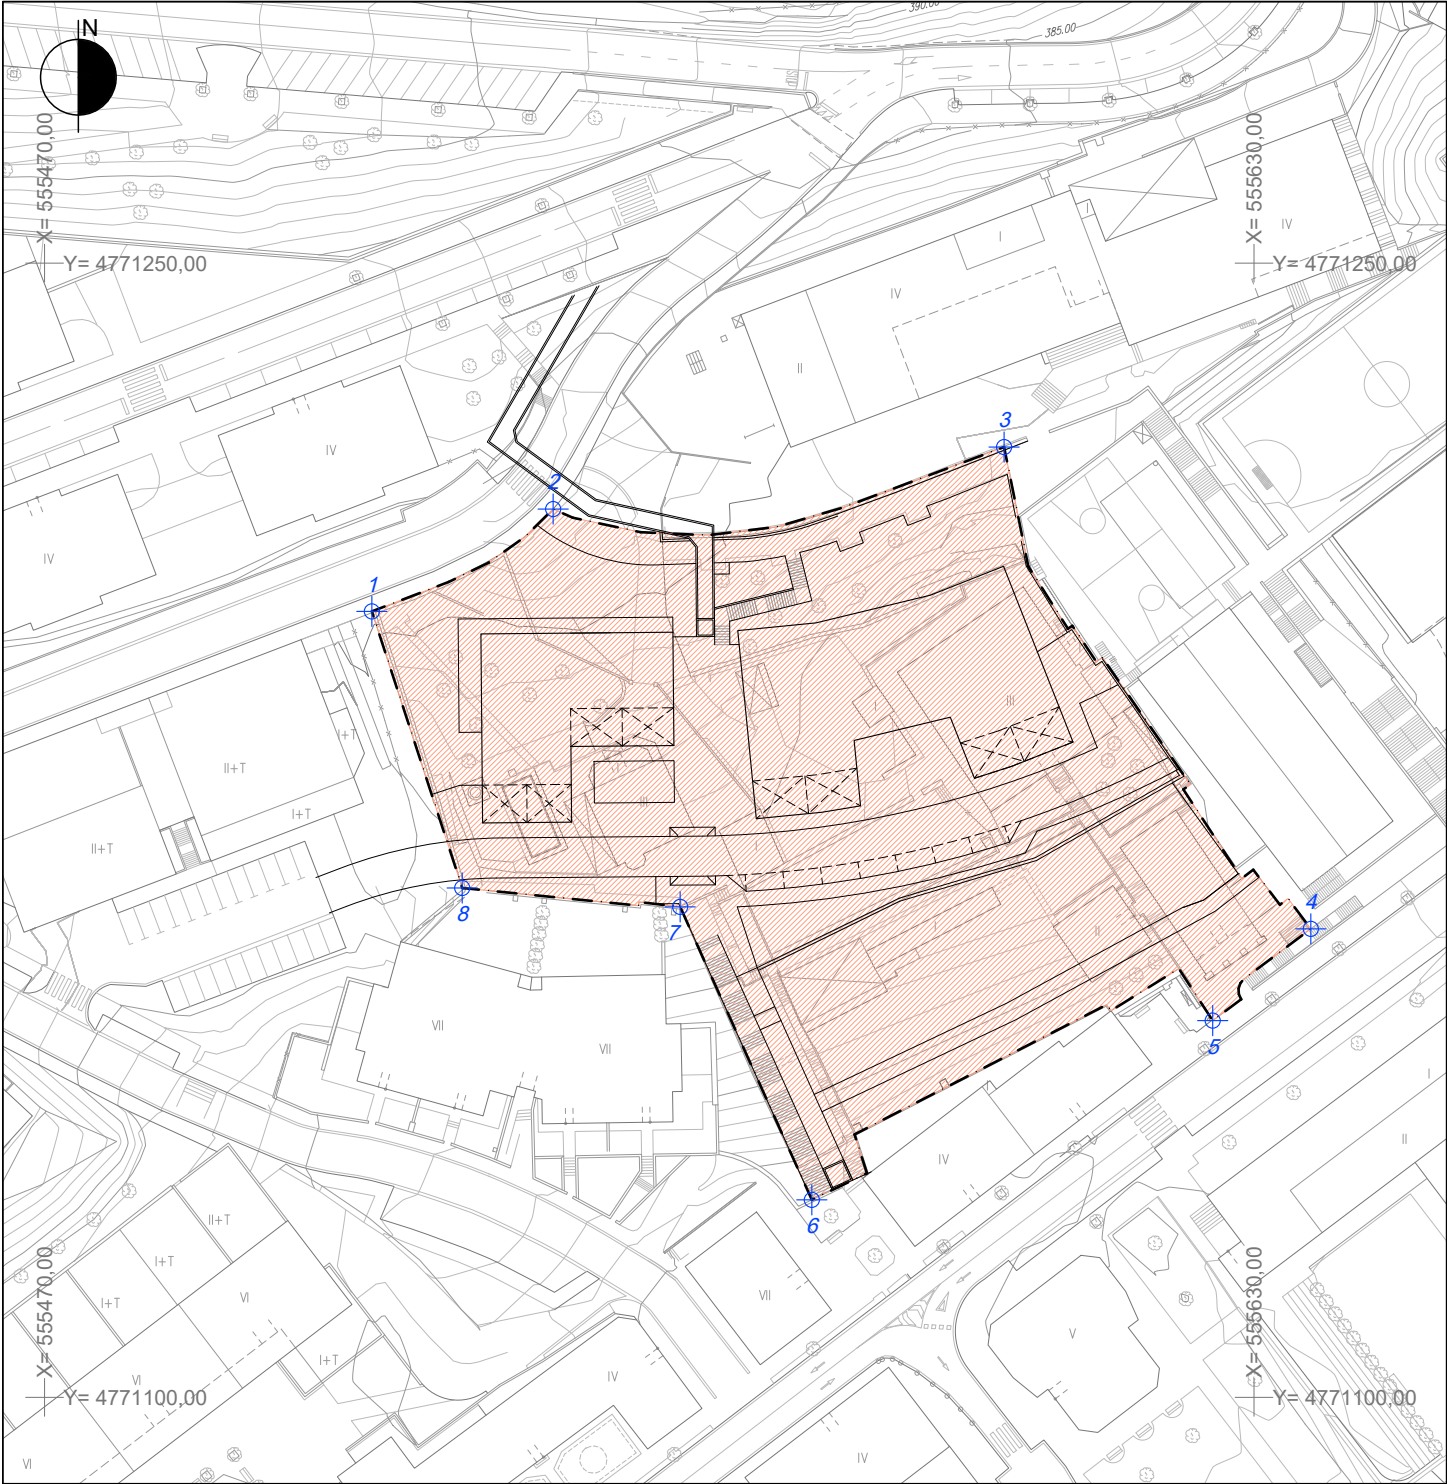 N
390.00
385.00
X= 555470,00
Y= 4771250,00
X= 555630,00
Y= 4771250,00
IV
I
I
IV
II
IV
IV
3
2
1
III
I
I
III
I
II+T
I+T
I+T
II+T
8
7
4
5
6
I
II
VII
VII
IV
I
II
II+T
I+T
I+T
VI
VI
I+T
VI
VII
V
IV
IV
X= 555470,00
Y= 4771100,00
X= 555630,00
Y= 4771100,00